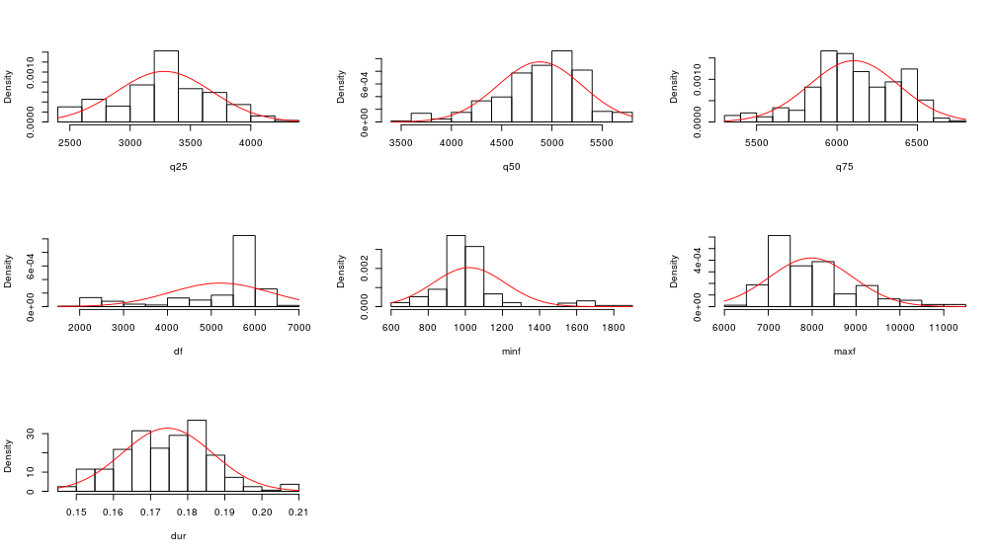 Density
0.0000 0.0010
2500 3000 3500 4000
q25
Density
0e+00 6e-04
3500 4000 4500 5000 5500
q50
Density
0.0000 0.0010
5500 6000 6500
q75
Density
0e+00 6e-04
2000 3000 4000 5000 6000 7000
df
Density
0.000 0.002
600 800 1000 1200 1400 1600 1800
minf
Density
0e+00 4e-04
6000 7000 8000 9000 10000 11000
maxf
Density
0 10 30
0.15 0.16 0.17 0.18 0.19 0.20 0.21
dur